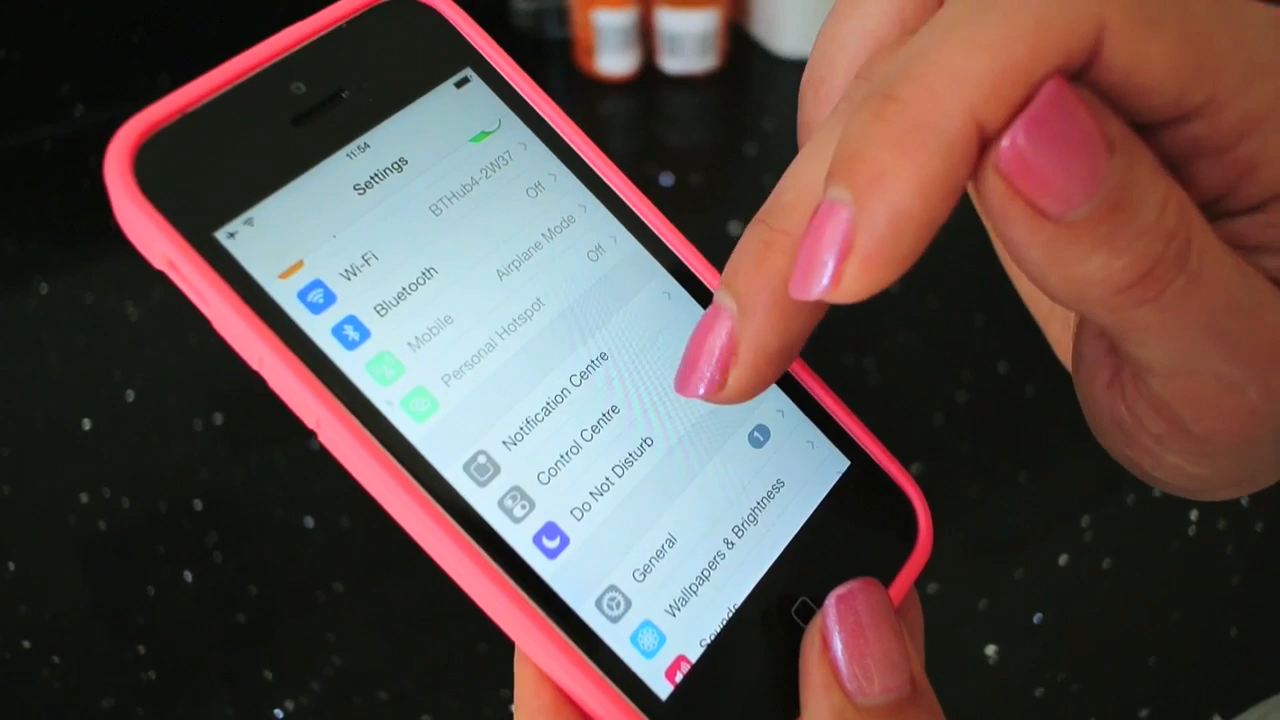 11:54
Settings
Wi-Fi BTHub4-2W37
Bluetooth Off
Mobile Airplane Mode
Personal Hotspot Off
Notification Centre
Control Centre
Do Not Disturb
General 1
Wallpapers & Brightness
Sounds